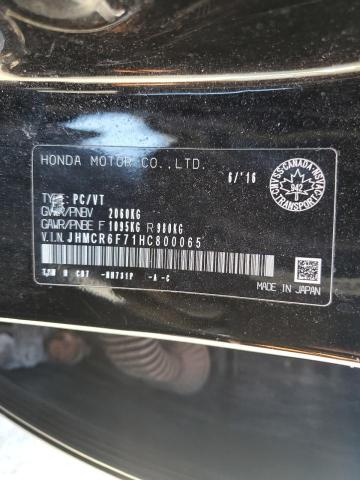 HONDA MOTOR CO.,LTD.
6/'16
CMVSS-CANADA-NSVAC
942
TRANSPORT
TYPE: PC/VT
GVWR/PNBV 2060KG
GAWR/PNBE F 1095KG R 980KG
V.I.N. JHMCR6F71HC800065
-A-C
MADE IN JAPAN